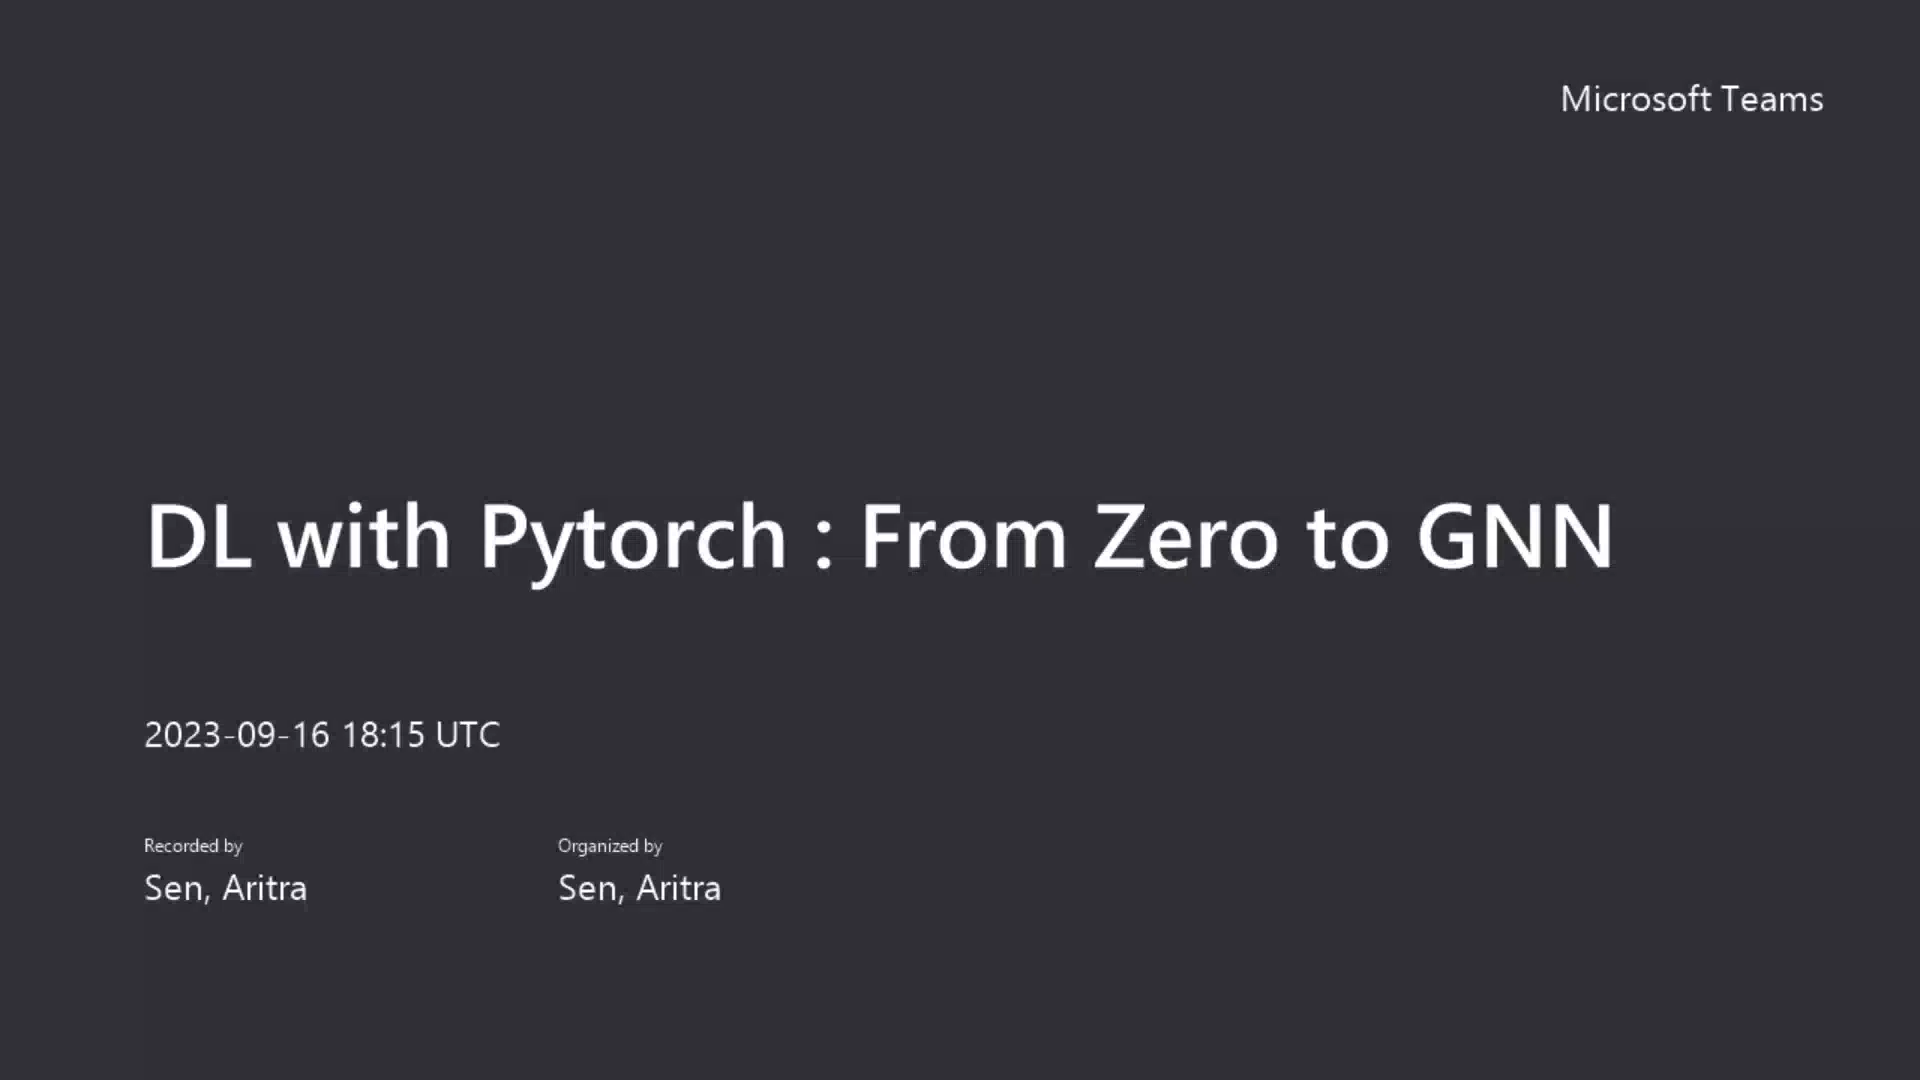 Microsoft Teams
DL with Pytorch : From Zero to GNN
2023-09-16 18:15 UTC
Recorded by
Sen, Aritra
Organized by
Sen, Aritra